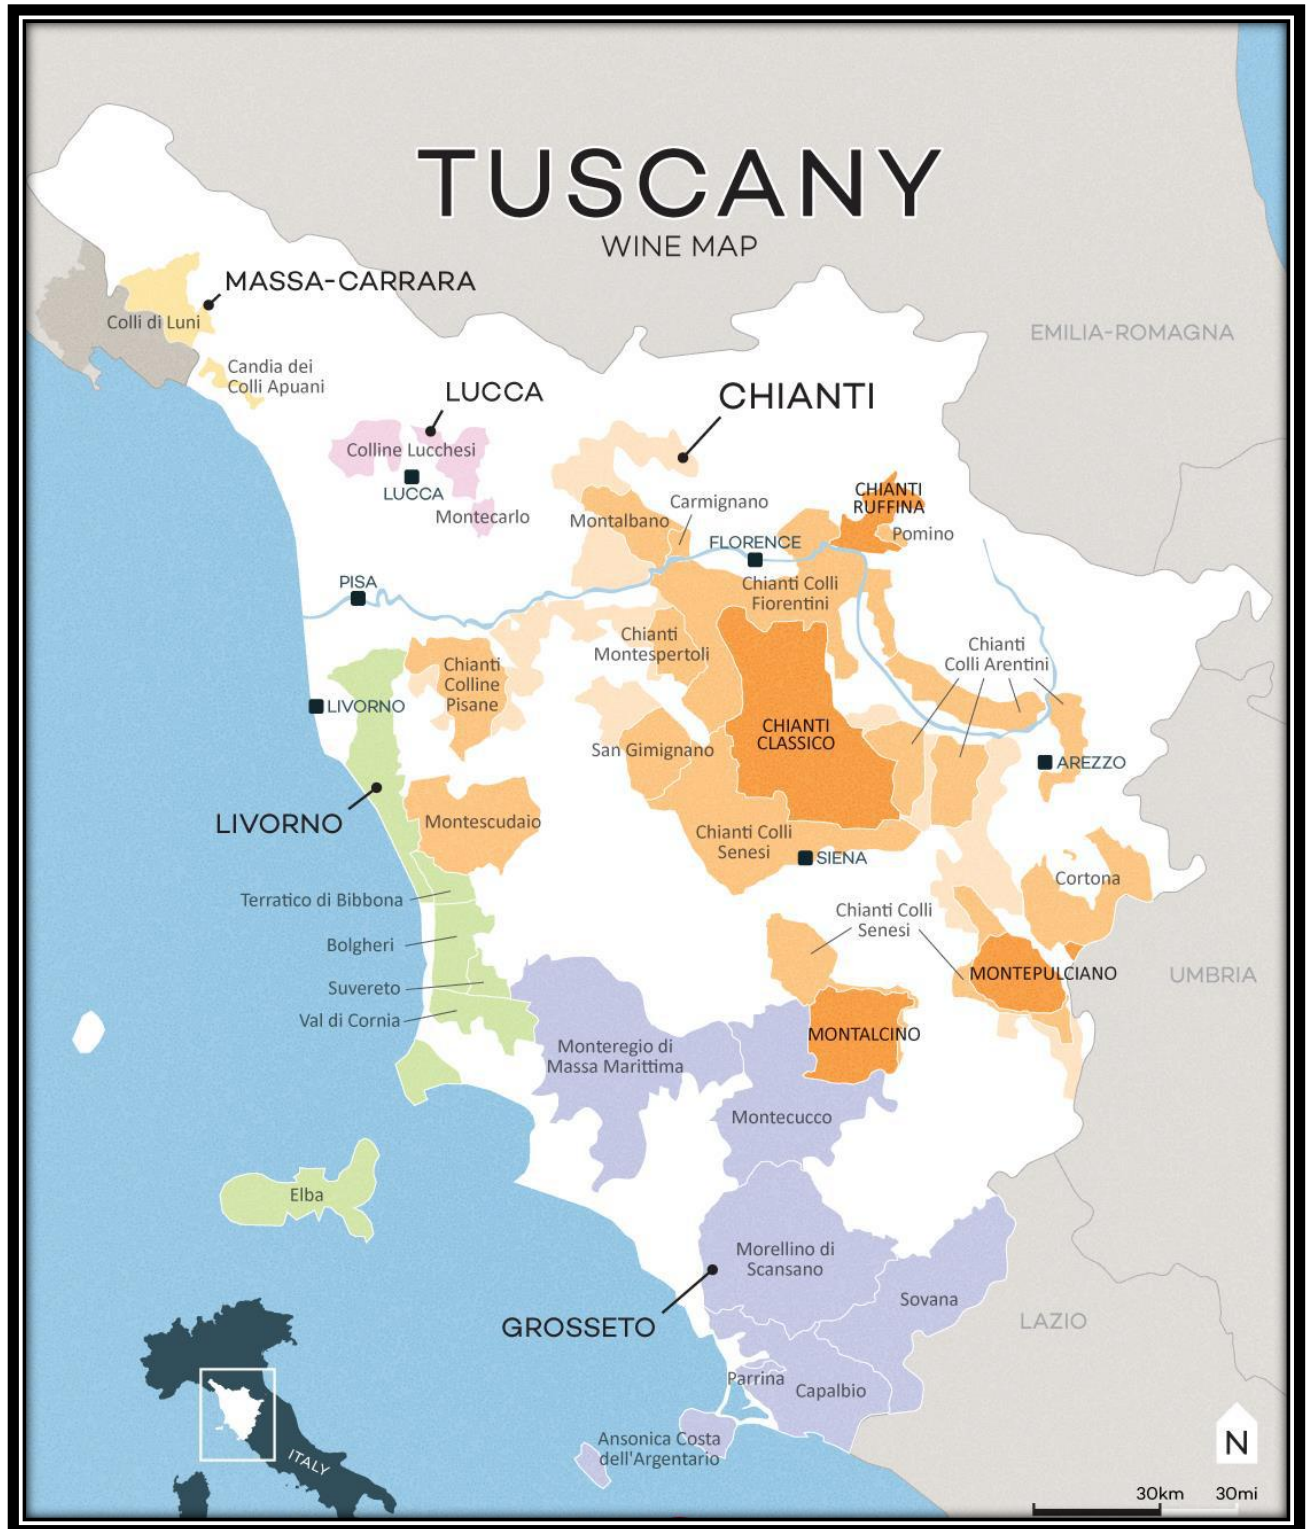 TUSCANY
WINE MAP
MASSA-CARRARA
Colli di Luni
EMILIA-ROMAGNA
Candia dei
Colli Apuani
LUCCA
CHIANTI
Colline Lucchesi
LUCCA
Montecarlo
CHIANTI
RUFFINA
Carmignano
Montalbano
Pomino
FLORENCE
PISA
Chianti Colli
Fiorentini
Chianti
Montespertoli
Chianti
Colli Arentini
Chianti
Colline
Pisane
LIVORNO
CHIANTI
CLASSICO
San Gimignano
AREZZO
LIVORNO
Montescudaio
Chianti Colli
Senesi
SIENA
Cortona
Terratico di Bibbona
Chianti Colli
Senesi
Bolgheri
MONTEPULCIANO
UMBRIA
Suvereto
Val di Cornia
MONTALCINO
Monteregio di
Massa Marittima
Montecucco
Elba
Morellino di
Scansano
Sovana
GROSSETO
LAZIO
Parrina
Capalbio
Ansonica Costa
dell'Argentario
ITALY
N
30km
30mi